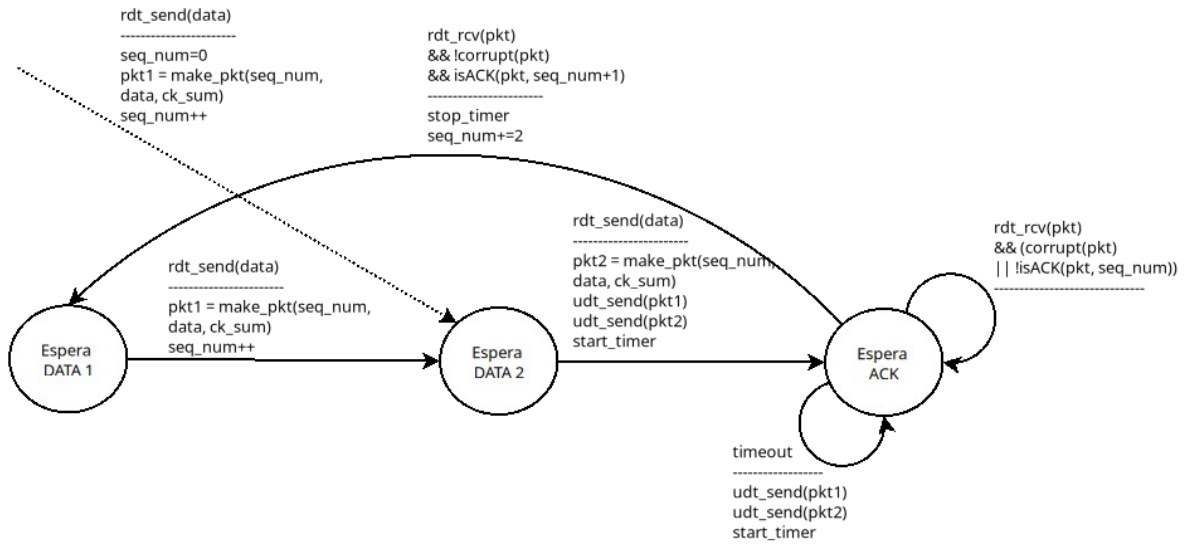 rdt_send(data)
-----------------------
seq_num=0
pkt1 = make_pkt(seq_num,
data, ck_sum)
seq_num++
rdt_rcv(pkt)
&& !corrupt(pkt)
&& isACK(pkt, seq_num+1)
-----------------------
stop_timer
seq_num+=2
rdt_send(data)
-----------------------
pkt1 = make_pkt(seq_num,
data, ck_sum)
seq_num++
rdt_send(data)
-----------------------
pkt2 = make_pkt(seq_num,
data, ck_sum)
udt_send(pkt1)
udt_send(pkt2)
start_timer
rdt_rcv(pkt)
&& (corrupt(pkt)
|| !isACK(pkt, seq_num))
------------------------------
Espera
DATA 1
Espera
DATA 2
Espera
ACK
timeout
------------------
udt_send(pkt1)
udt_send(pkt2)
start_timer